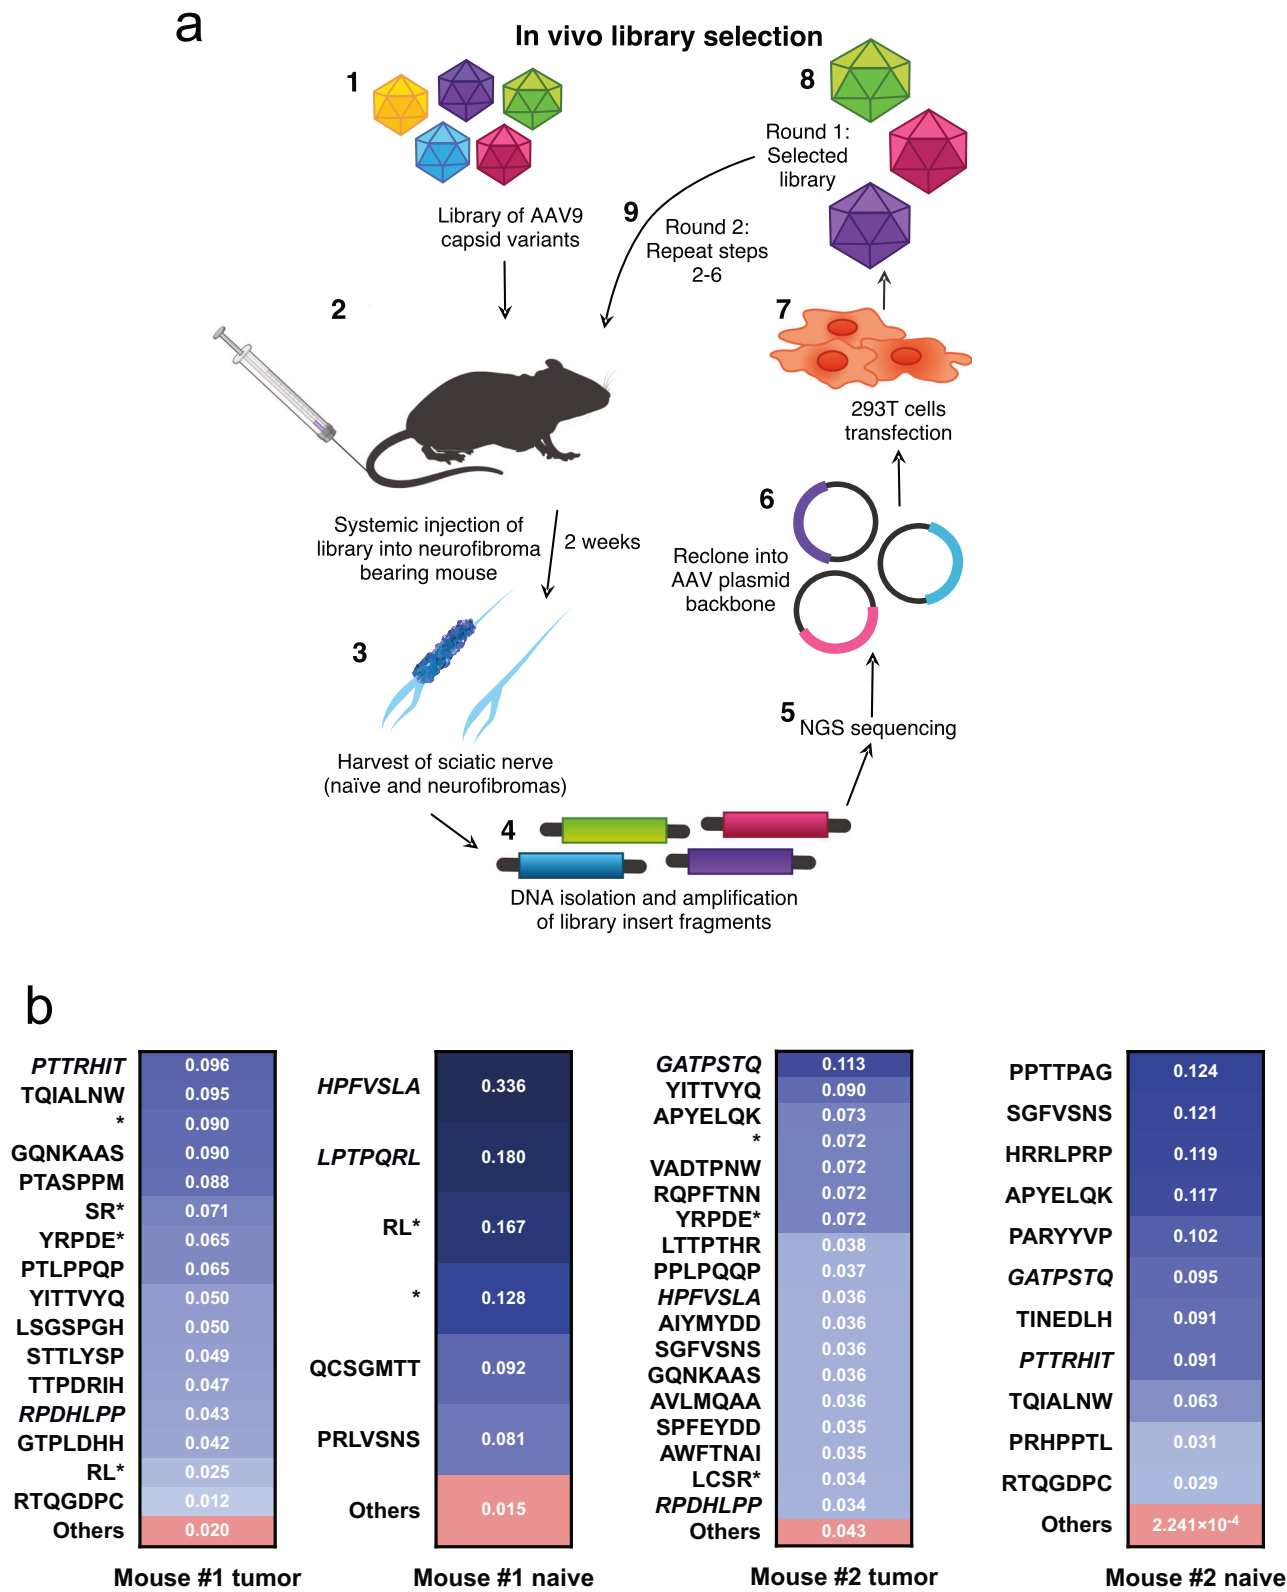 a
In vivo library selection
1
Library of AAV9
capsid variants
2
Systemic injection of
library into neurofibroma
bearing mouse
2 weeks
3
Harvest of sciatic nerve
(naïve and neurofibromas)
4
DNA isolation and amplification
of library insert fragments
5
NGS sequencing
6
Reclone into
AAV plasmid
backbone
7
293T cells
transfection
8
Round 1:
Selected
library
9
Round 2:
Repeat steps
2-6
b
PTTRHIT 0.096
TQIALNW 0.095
* 0.090
GQNKAAS 0.090
PTASPPM 0.088
SR* 0.071
YRPDE* 0.065
PTLPPQP 0.065
YITTVYQ 0.050
LSGSPGH 0.050
STTLYSP 0.049
TTPDRIH 0.047
RPDHLPP 0.043
GTPLDHH 0.042
RL* 0.025
RTQGDPC 0.012
Others 0.020
Mouse #1 tumor
HPFVSLA 0.336
LPTPQRL 0.180
RL* 0.167
* 0.128
QCSGMTT 0.092
PRLVSNS 0.081
Others 0.015
Mouse #1 naive
GATPSTQ 0.113
YITTVYQ 0.090
APYELQK 0.073
* 0.072
VADTPNW 0.072
RQPFTNN 0.072
YRPDE* 0.072
LTTPTHR 0.038
PPLPQQP 0.037
HPFVSLA 0.036
AIYMYDD 0.036
SGFVSNS 0.036
GQNKAAS 0.036
AVLMQAA 0.036
SPFEYDD 0.035
AWFTNAI 0.035
LCSR* 0.034
RPDHLPP 0.034
Others 0.043
Mouse #2 tumor
PPTTPAG 0.124
SGFVSNS 0.121
HRRLPRP 0.119
APYELQK 0.117
PARYYVP 0.102
GATPSTQ 0.095
TINEDLH 0.091
PTTRHIT 0.091
TQIALNW 0.063
PRHPPTL 0.031
RTQGDPC 0.029
Others 2.241×10⁻⁴
Mouse #2 naive